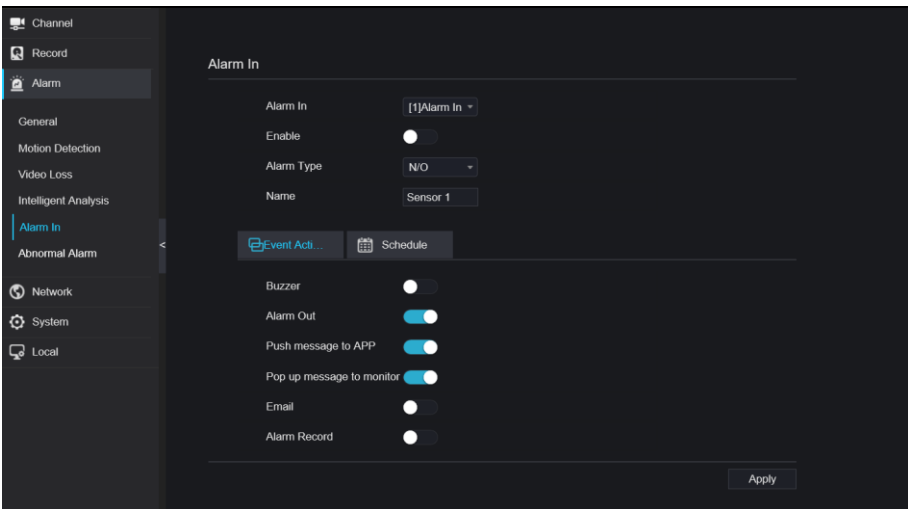 Channel
Record
Alarm
General
Motion Detection
Video Loss
Intelligent Analysis
Alarm In
Abnormal Alarm
Network
System
Local
<
Alarm In
Alarm In [1]Alarm In
Enable
Alarm Type N/O
Name Sensor 1
Event Acti... Schedule
Buzzer
Alarm Out
Push message to APP
Pop up message to monitor
Email
Alarm Record
Apply